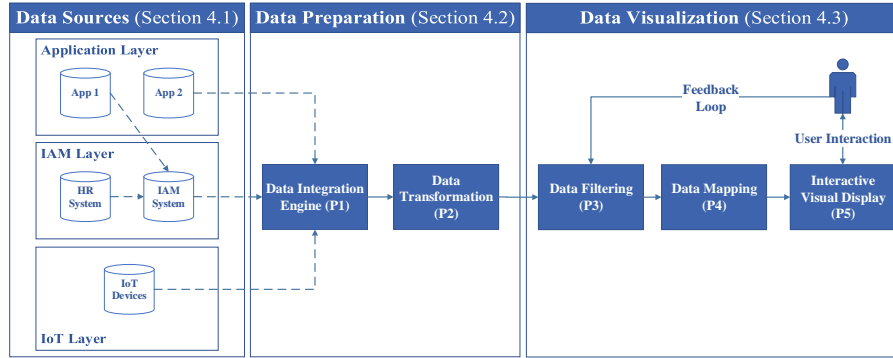 Data Sources (Section 4.1)
Data Preparation (Section 4.2)
Data Visualization (Section 4.3)
Application Layer
App 1
App 2
IAM Layer
HR
System
IAM
System
IoT
Devices
IoT Layer
Data Integration
Engine (P1)
Data
Transformation
(P2)
Feedback
Loop
User Interaction
Data Filtering
(P3)
Data Mapping
(P4)
Interactive
Visual Display
(P5)